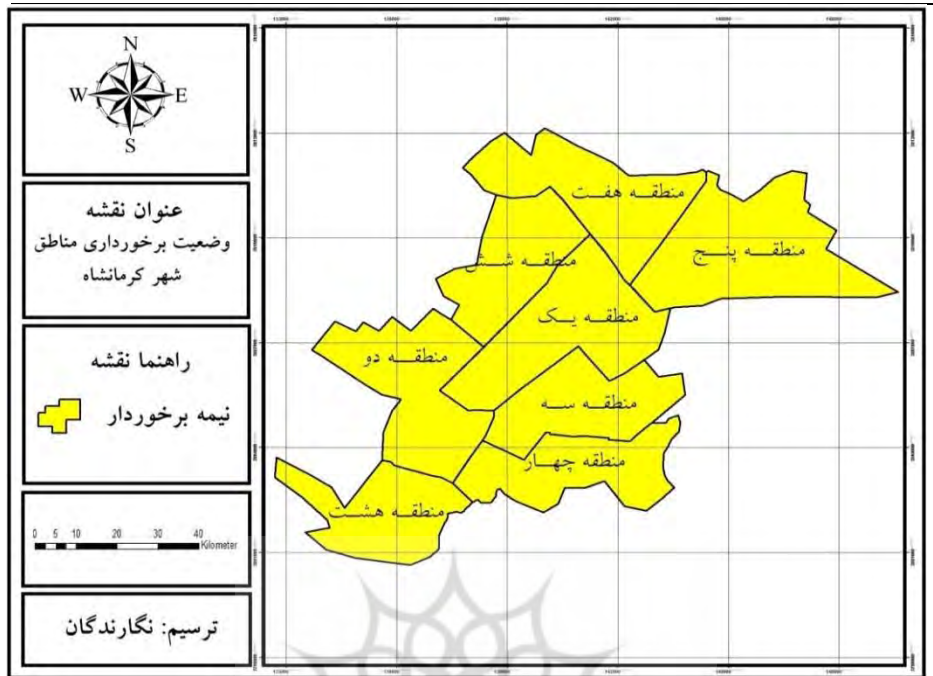 N
W E
S
عنوان نقشه
وضعیت برخورداری مناطق
شهر کرمانشاه
راهنما نقشه
نیمه برخوردار
0 5 10 20 30 40
Kilometer
ترسیم: نگارندگان
منطقه هفت
منطقه پنج
منطقه شش
منطقه یک
منطقه دو
منطقه سه
منطقه چهار
منطقه هشت